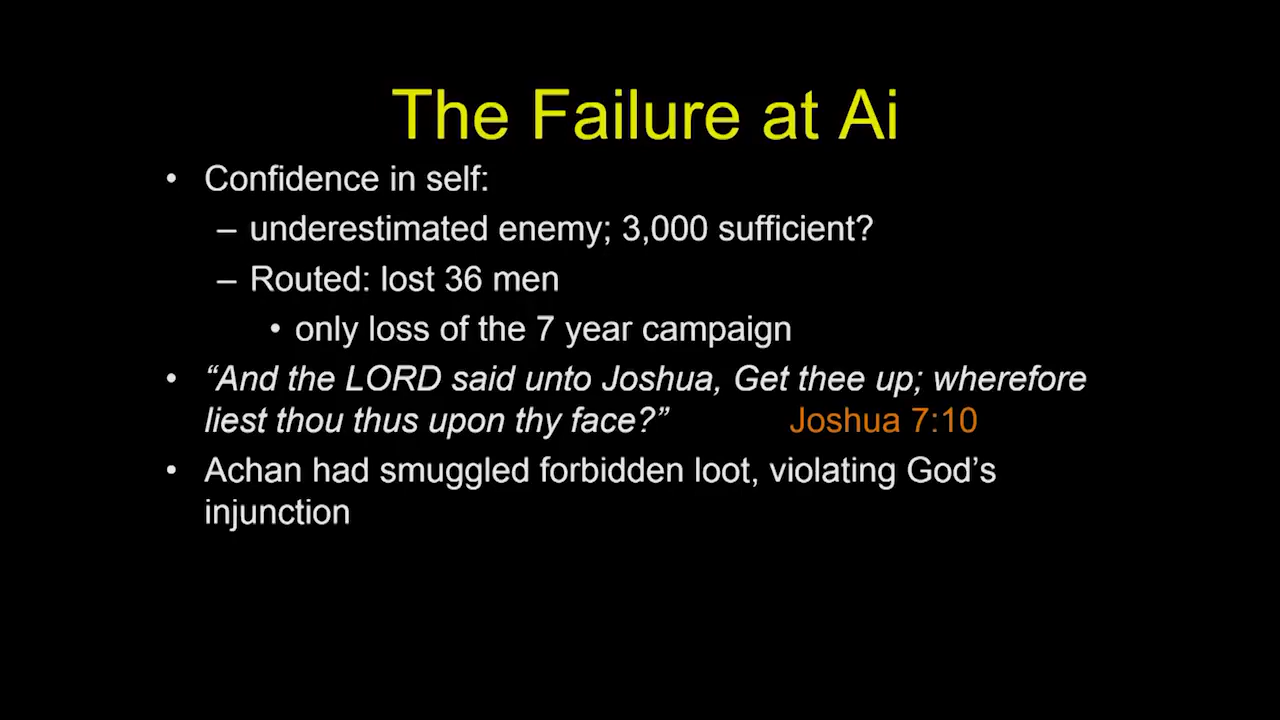 The Failure at Ai
• Confidence in self:
– underestimated enemy; 3,000 sufficient?
– Routed: lost 36 men
• only loss of the 7 year campaign
• “And the LORD said unto Joshua, Get thee up; wherefore
liest thou thus upon thy face?” Joshua 7:10
• Achan had smuggled forbidden loot, violating God’s
injunction